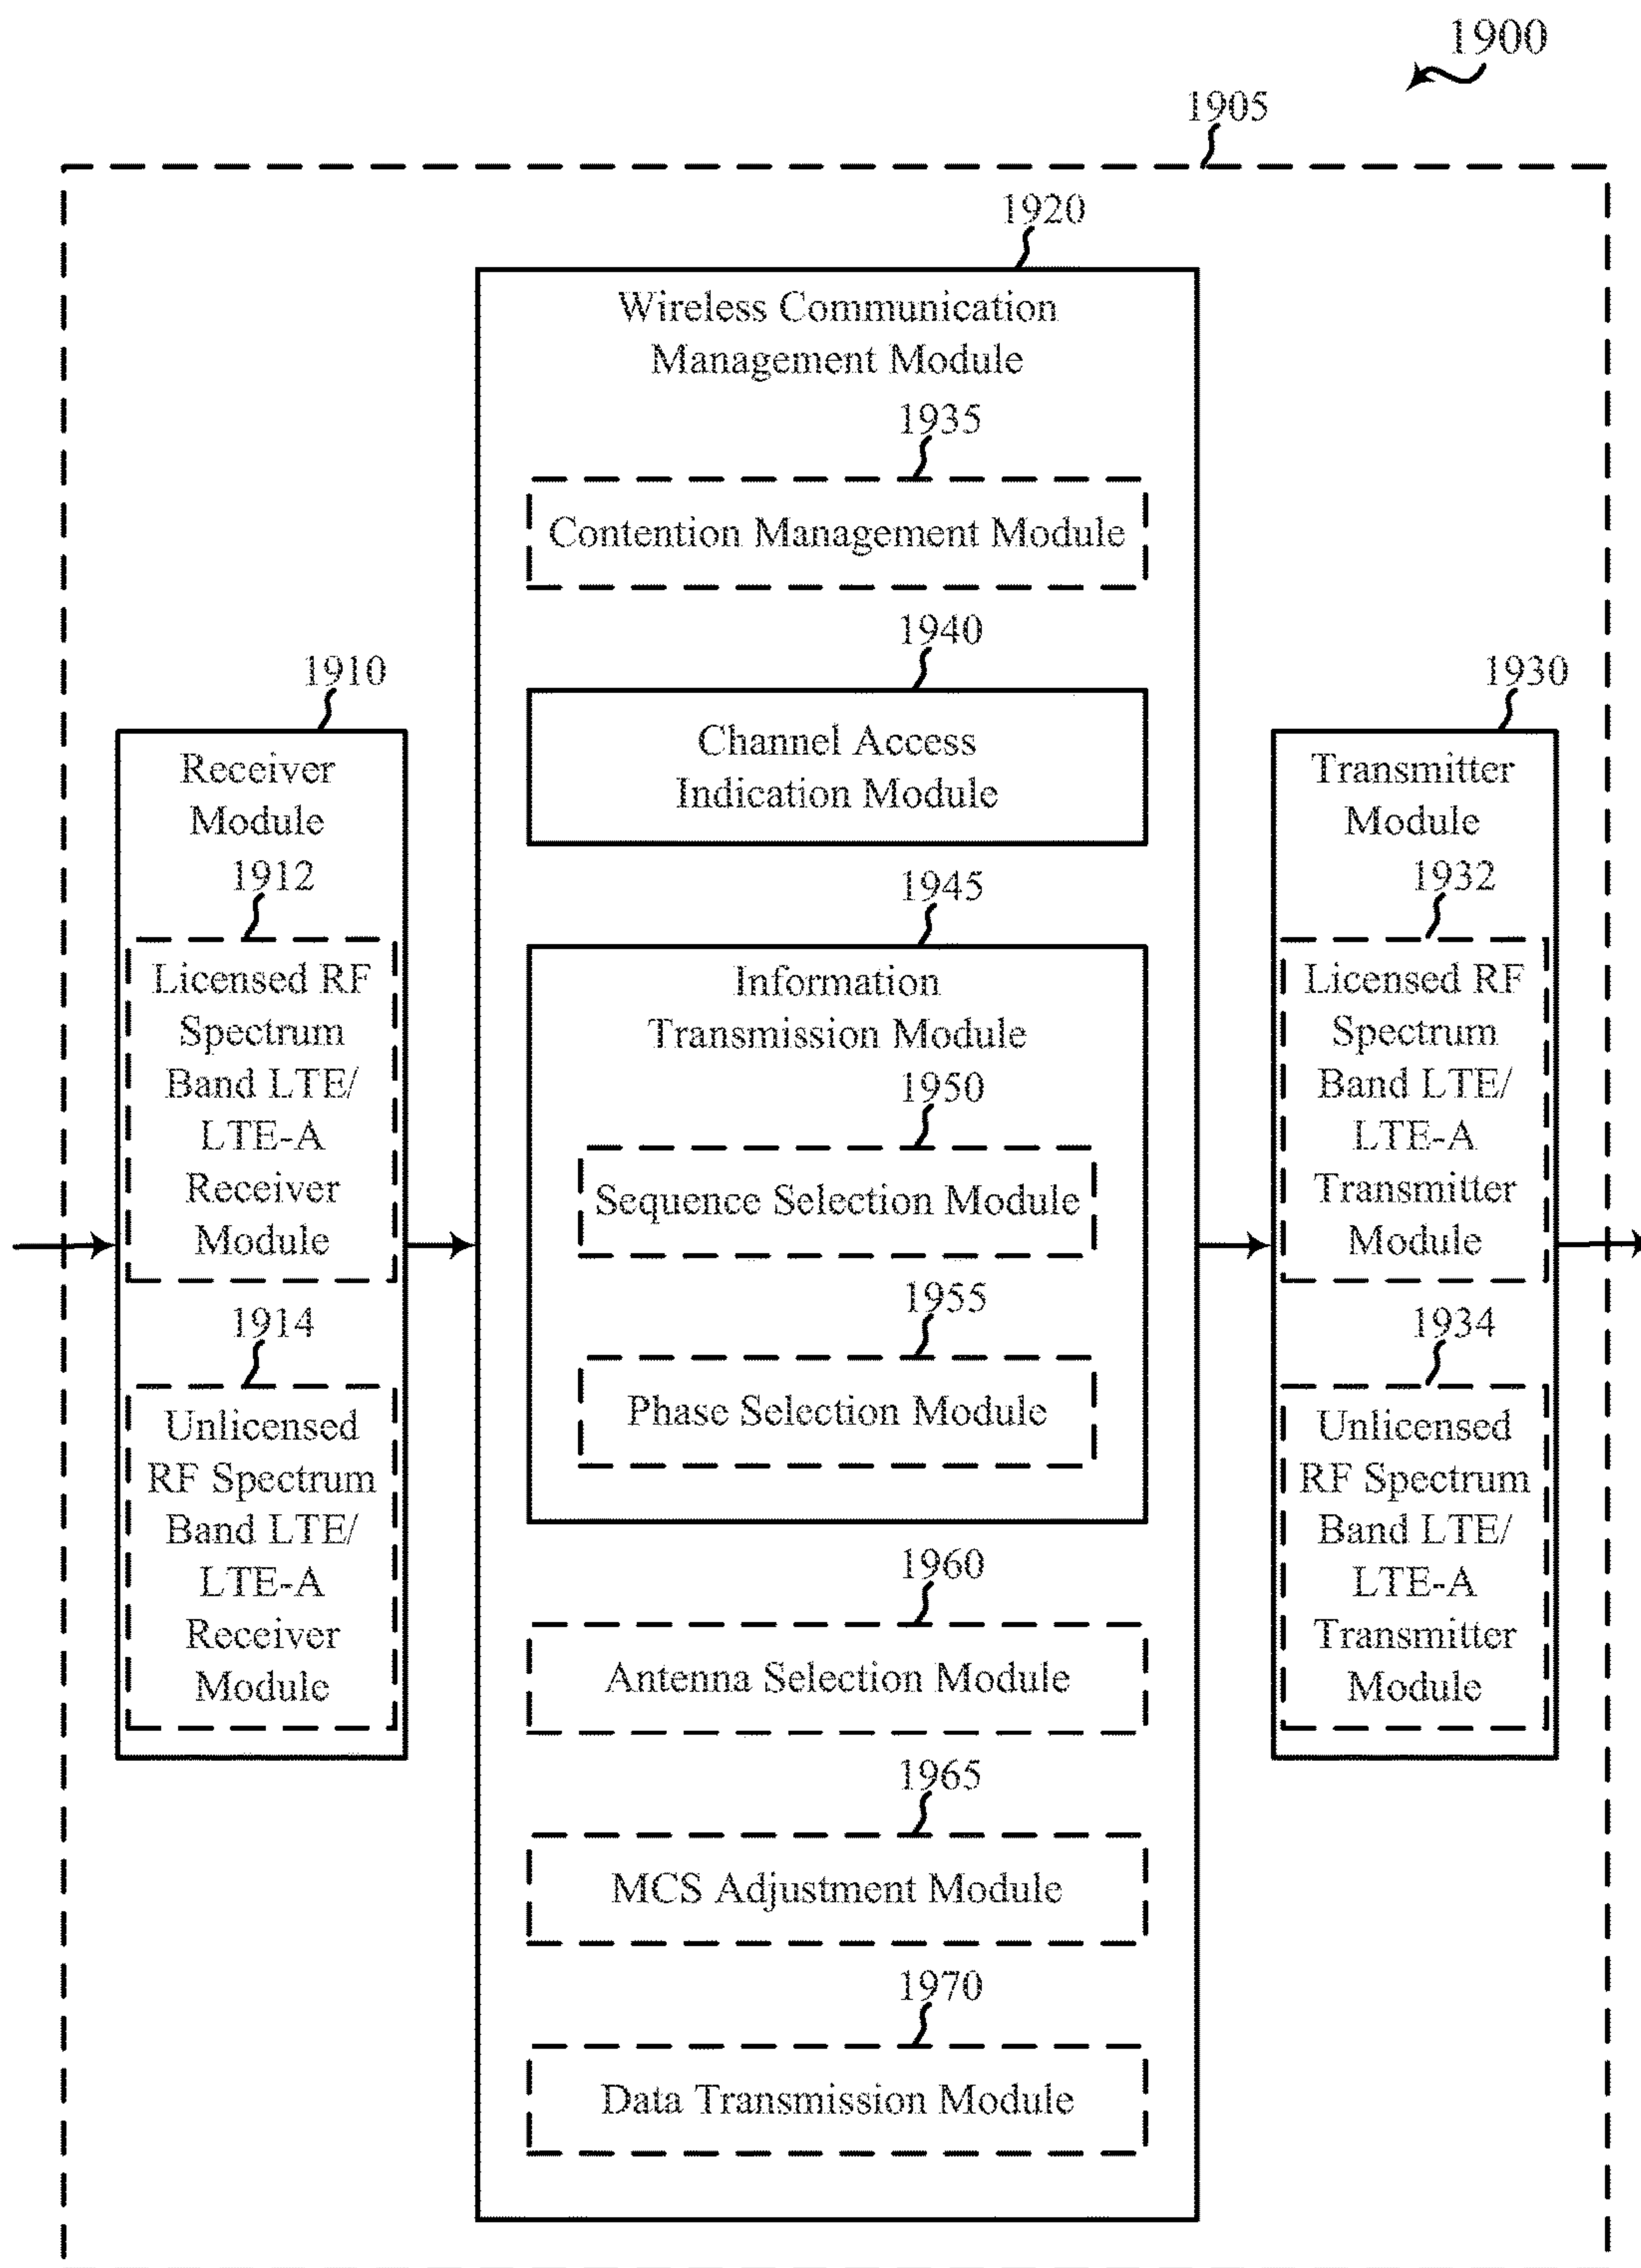 1900
1905
1920
Wireless Communication
Management Module
1935
Contention Management Module
1940
Channel Access
Indication Module
1910
Receiver
Module
1912
Licensed RF
Spectrum
Band LTE/
LTE-A
Receiver
Module
1914
Unlicensed
RF Spectrum
Band LTE/
LTE-A
Receiver
Module
1945
Information
Transmission Module
1950
Sequence Selection Module
1955
Phase Selection Module
1960
Antenna Selection Module
1965
MCS Adjustment Module
1970
Data Transmission Module
1930
Transmitter
Module
1932
Licensed RF
Spectrum
Band LTE/
LTE-A
Transmitter
Module
1934
Unlicensed
RF Spectrum
Band LTE/
LTE-A
Transmitter
Module